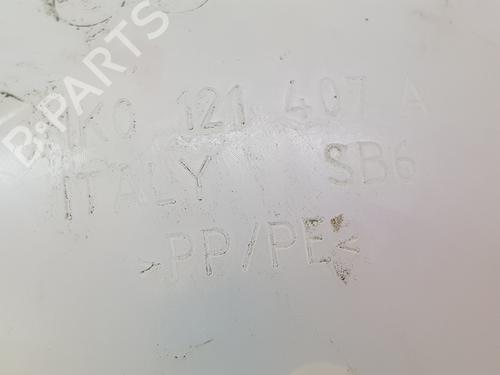 B-PARTS
1K0 121 407 A
ITALY SB6
>PP/PE<